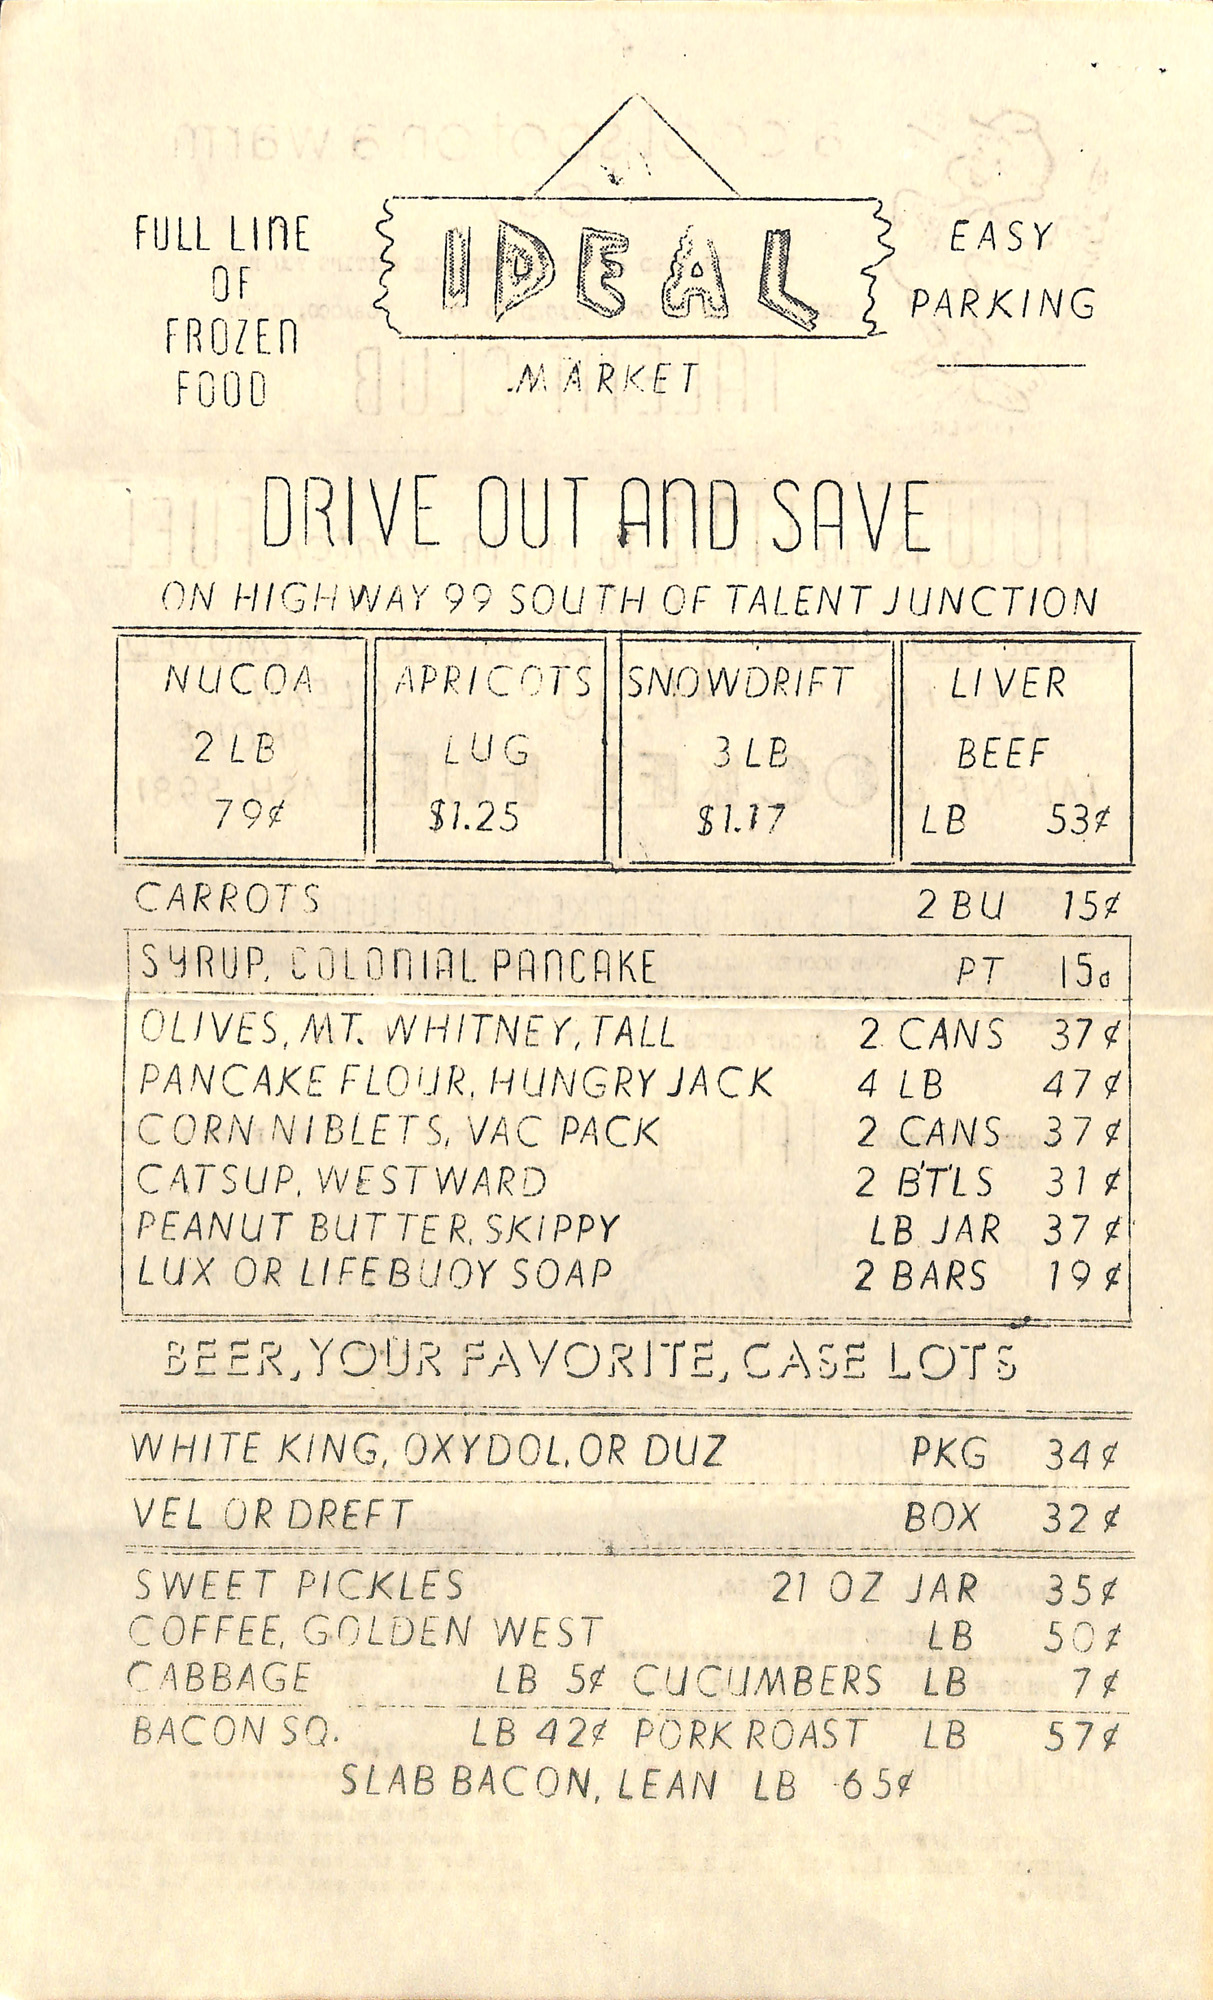 FULL LINE
OF
FROZEN
FOOD
IDEAL
MARKET
EASY
PARKING
DRIVE OUT AND SAVE
ON HIGHWAY 99 SOUTH OF TALENT JUNCTION
NUCOA
2 LB
79¢
APRICOTS
LUG
$1.25
SNOWDRIFT
3 LB
$1.17
LIVER
BEEF
LB 53¢
CARROTS 2 BU 15¢
SYRUP, COLONIAL PANCAKE PT 15¢
OLIVES, MT. WHITNEY, TALL 2 CANS 37¢
PANCAKE FLOUR, HUNGRY JACK 4 LB 47¢
CORN NIBLETS, VAC PACK 2 CANS 37¢
CATSUP, WESTWARD 2 BTLS 31¢
PEANUT BUTTER, SKIPPY LB JAR 37¢
LUX OR LIFEBUOY SOAP 2 BARS 19¢
BEER, YOUR FAVORITE, CASE LOTS
WHITE KING, OXYDOL, OR DUZ PKG 34¢
VEL OR DREFT BOX 32¢
SWEET PICKLES 21 OZ JAR 35¢
COFFEE, GOLDEN WEST LB 50¢
CABBAGE LB 5¢ CUCUMBERS LB 7¢
BACON SQ. LB 42¢ PORK ROAST LB 57¢
SLAB BACON, LEAN LB 65¢